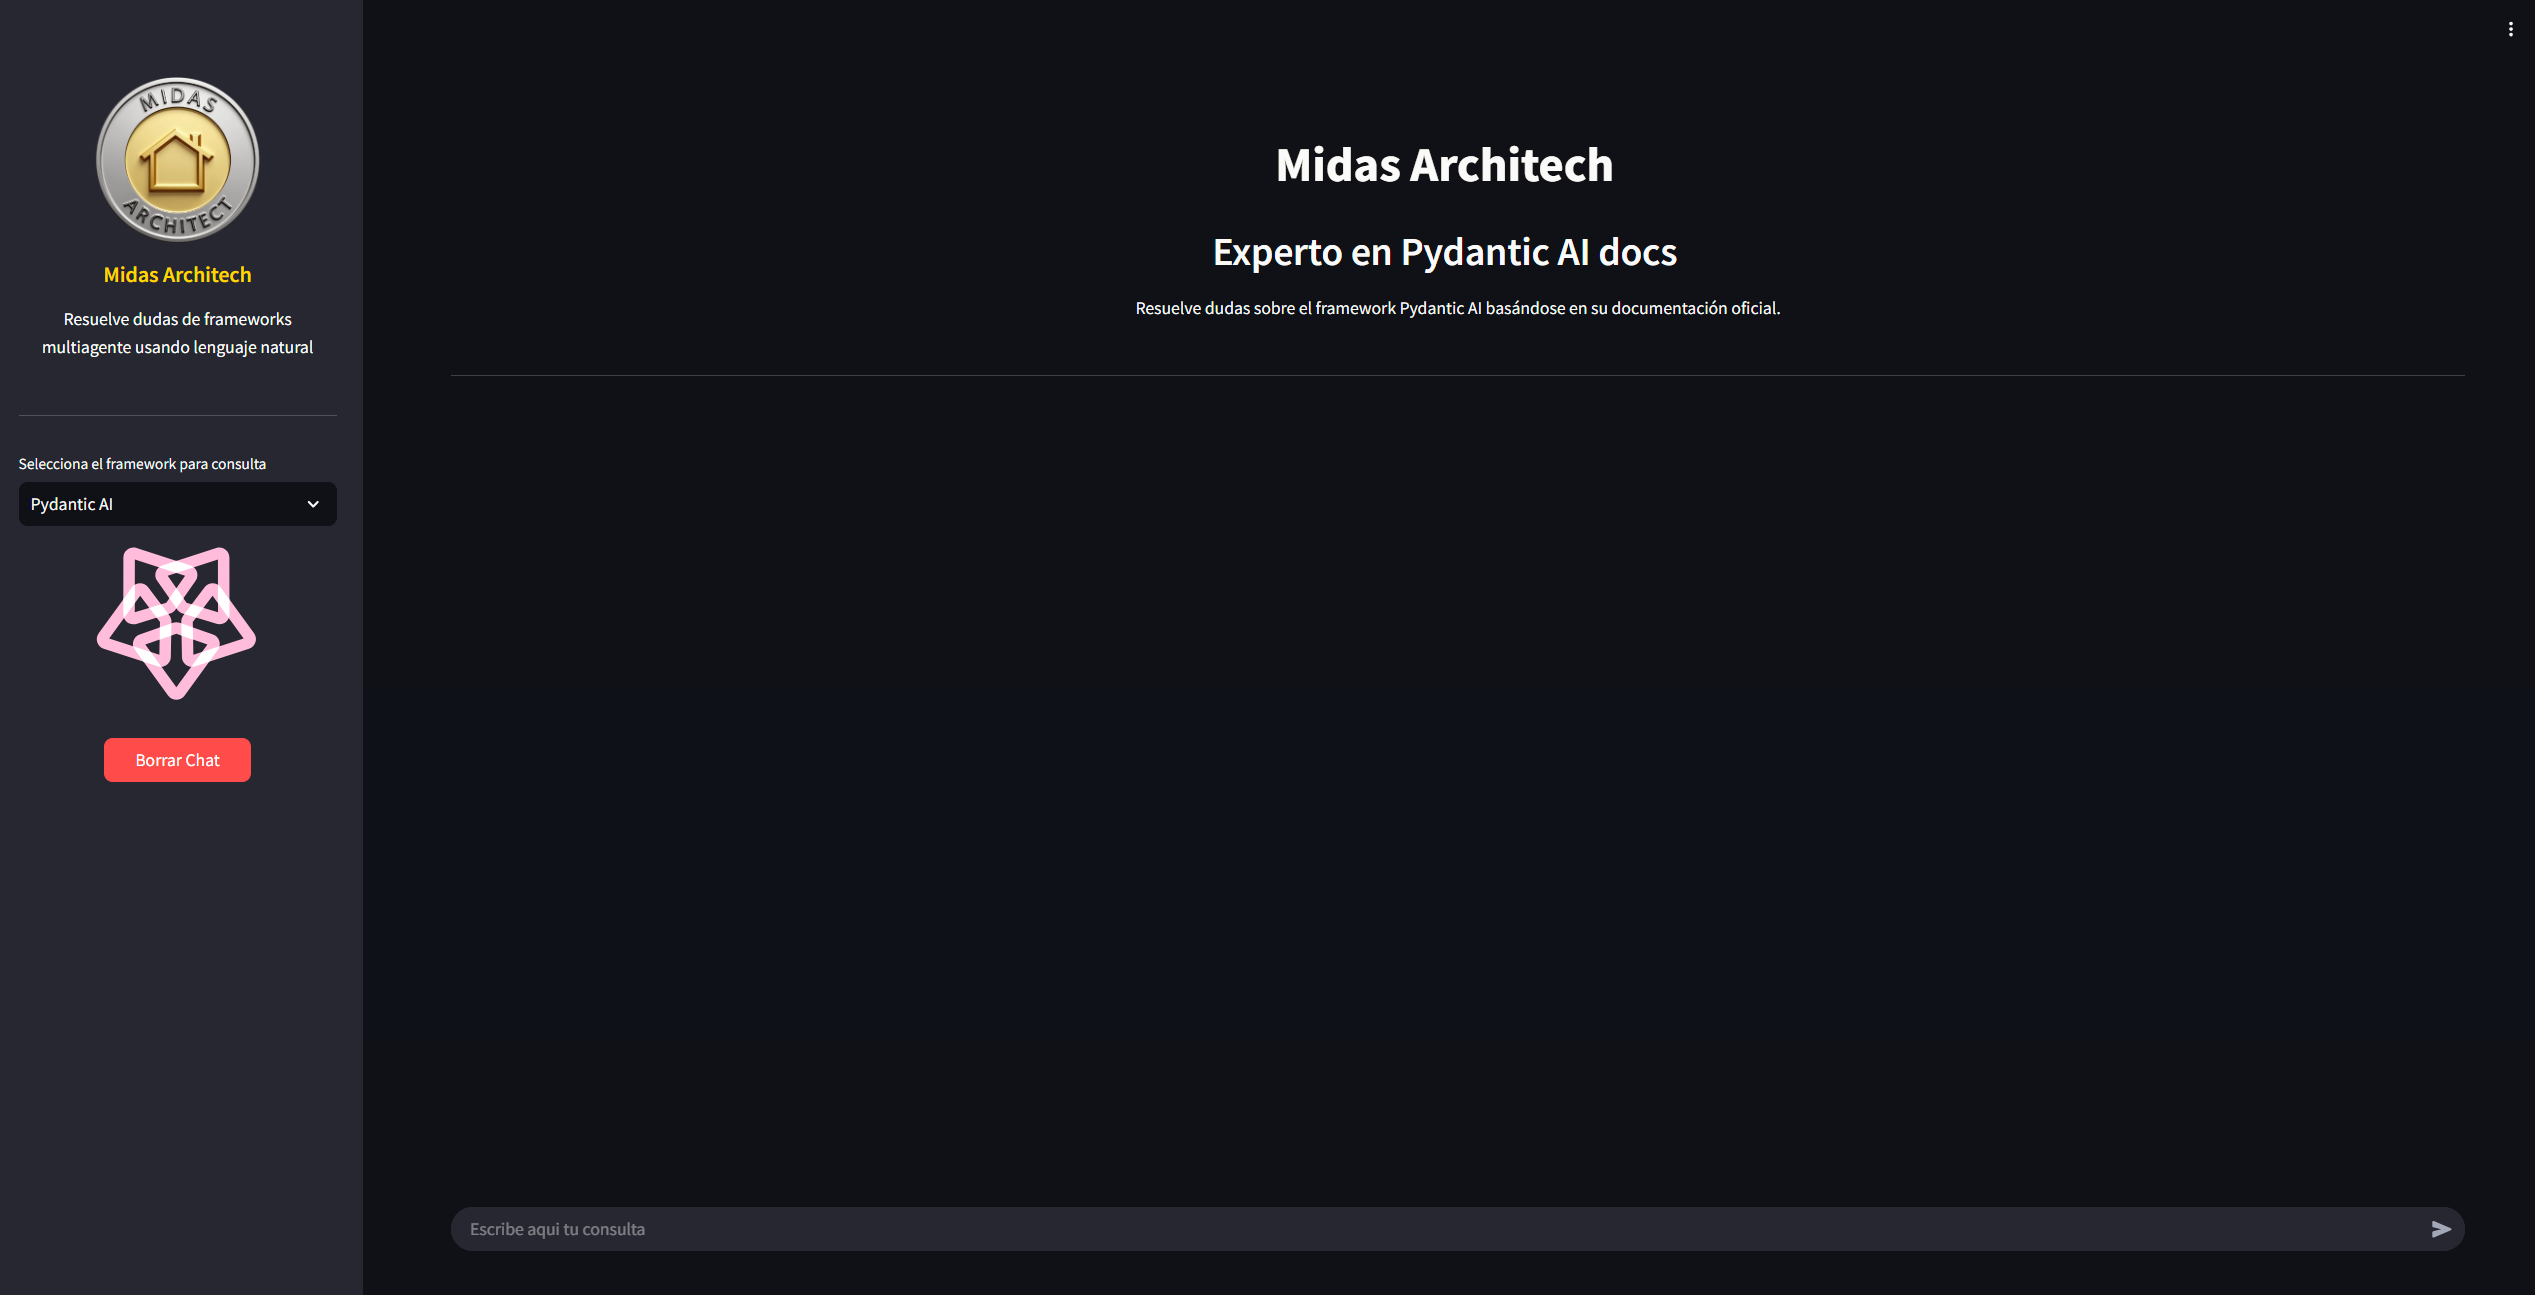 MIDAS
ARCHITECT
Midas Architech
Resuelve dudas de frameworks
multiagente usando lenguaje natural
Selecciona el framework para consulta
Pydantic AI
Borrar Chat
Midas Architech
Experto en Pydantic AI docs
Resuelve dudas sobre el framework Pydantic AI basándose en su documentación oficial.
Escribe aqui tu consulta